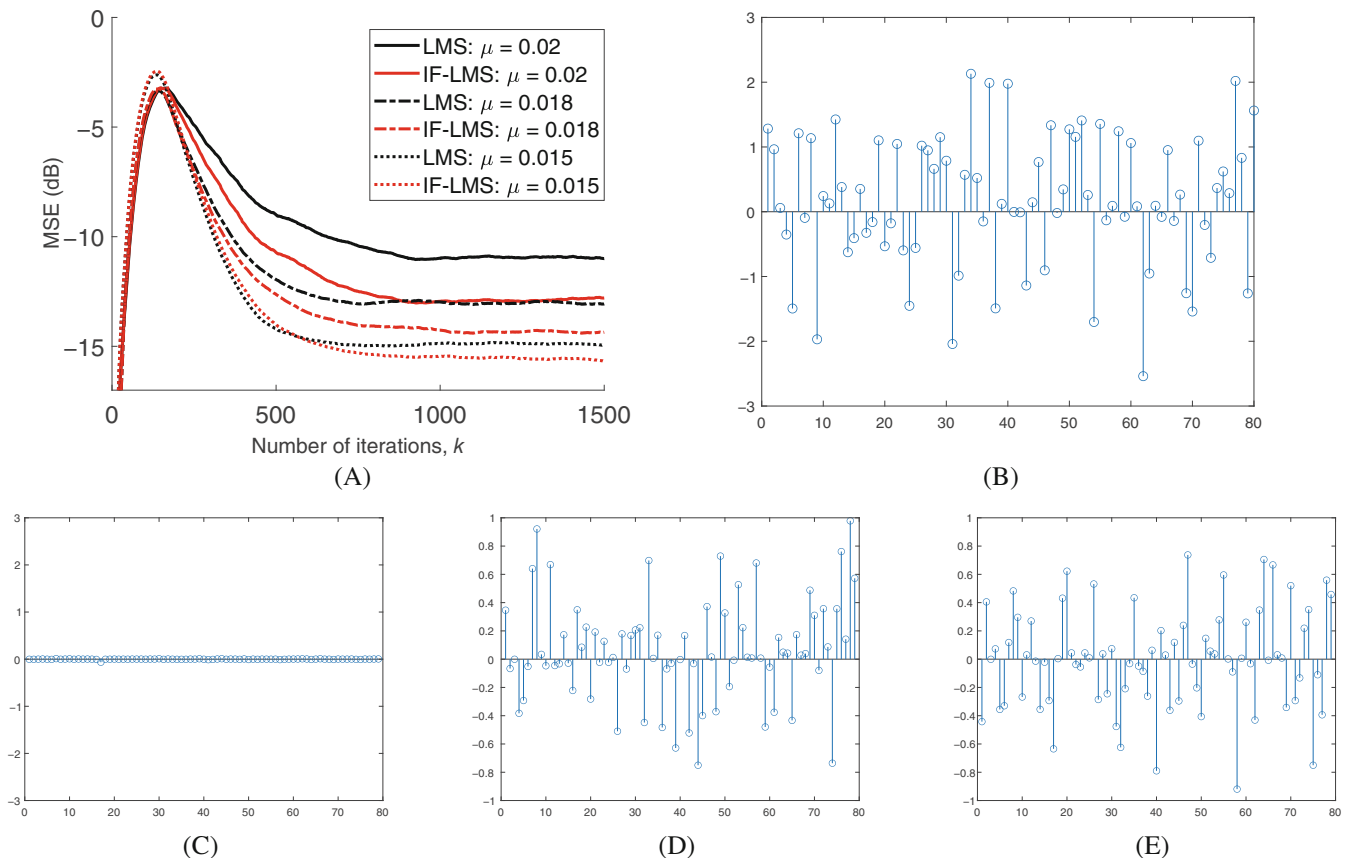 0
−5
−10
−15
MSE (dB)
LMS: μ = 0.02
IF-LMS: μ = 0.02
LMS: μ = 0.018
IF-LMS: μ = 0.018
LMS: μ = 0.015
IF-LMS: μ = 0.015
0 500 1000 1500
Number of iterations, k
(A)
3
2
1
0
−1
−2
−3
0 10 20 30 40 50 60 70 80
(B)
3
2
1
0
−1
−2
−3
0 10 20 30 40 50 60 70 80
(C)
1
0.8
0.6
0.4
0.2
0
−0.2
−0.4
−0.6
−0.8
−1
0 10 20 30 40 50 60 70 80
(D)
1
0.8
0.6
0.4
0.2
0
−0.2
−0.4
−0.6
−0.8
−1
0 10 20 30 40 50 60 70 80
(E)